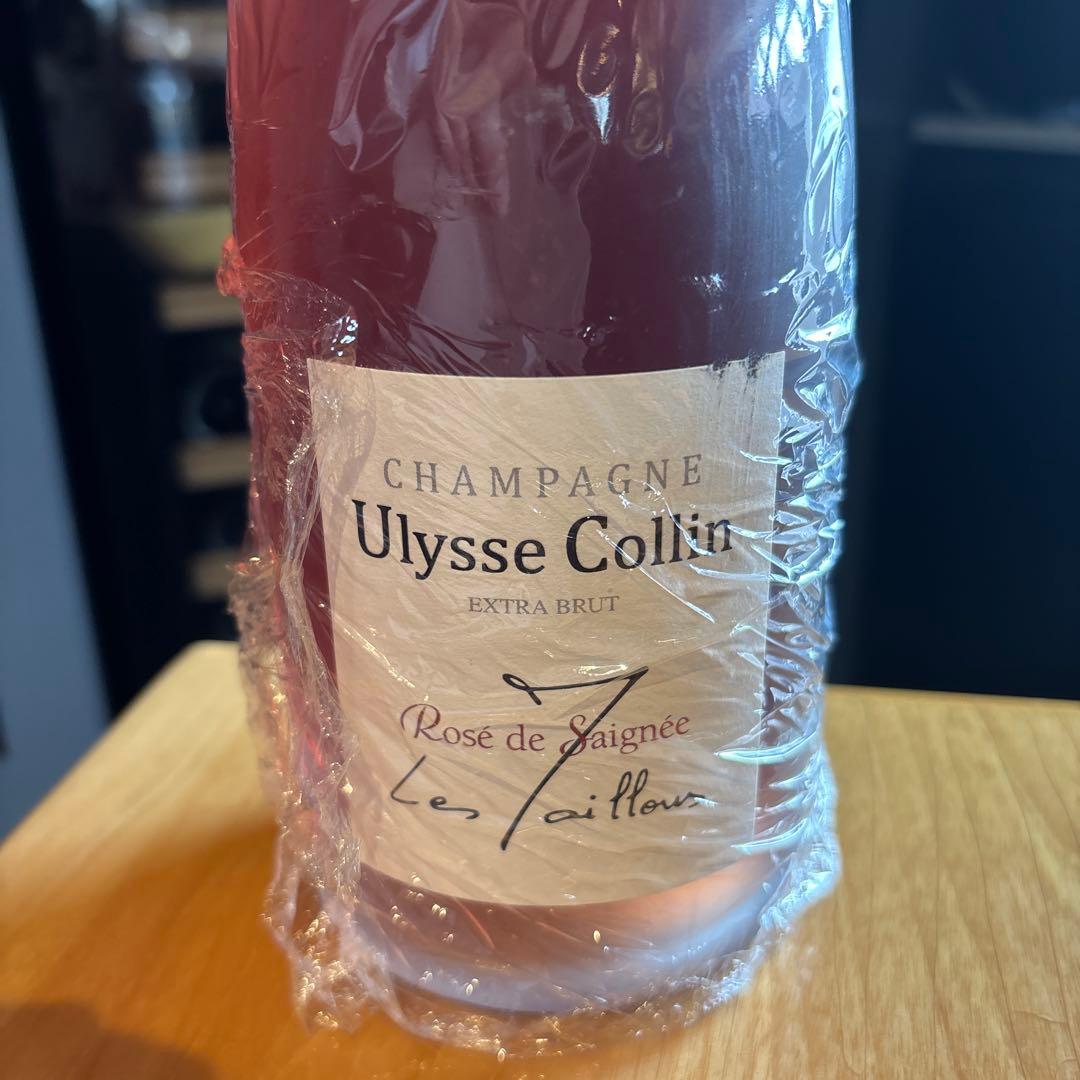 CHAMPAGNE
Ulysse Collin
EXTRA BRUT
Rosé de Saignée
Les Maillons